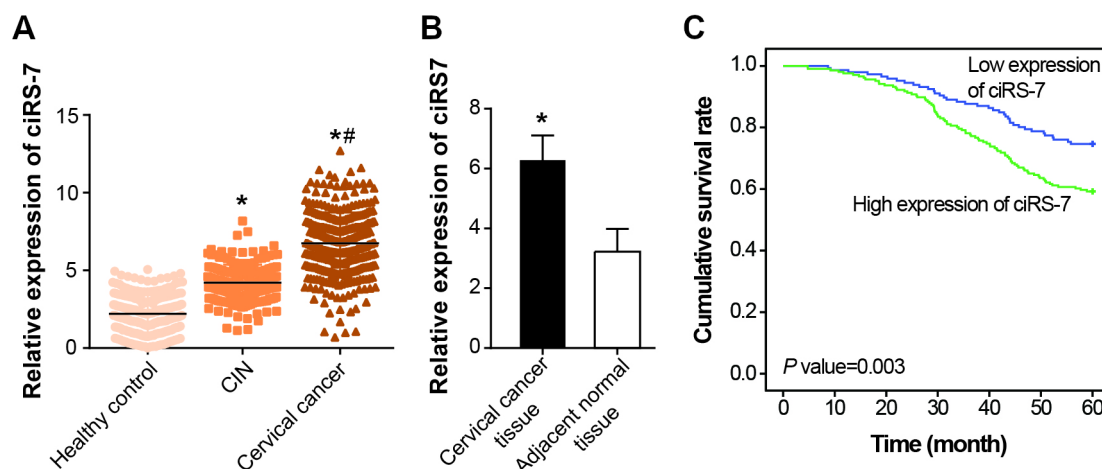 A
Relative expression of ciRS-7
15
10
5
0
*
*#
Healthy control
CIN
Cervical cancer
B
Relative expression of ciRS7
8
6
4
2
0
*
Cervical cancer
tissue
Adjacent normal
tissue
C
Cumulative survival rate
1.0
0.8
0.6
0.4
0.2
0.0
Low expression
of ciRS-7
High expression of ciRS-7
P value=0.003
0 10 20 30 40 50 60
Time (month)